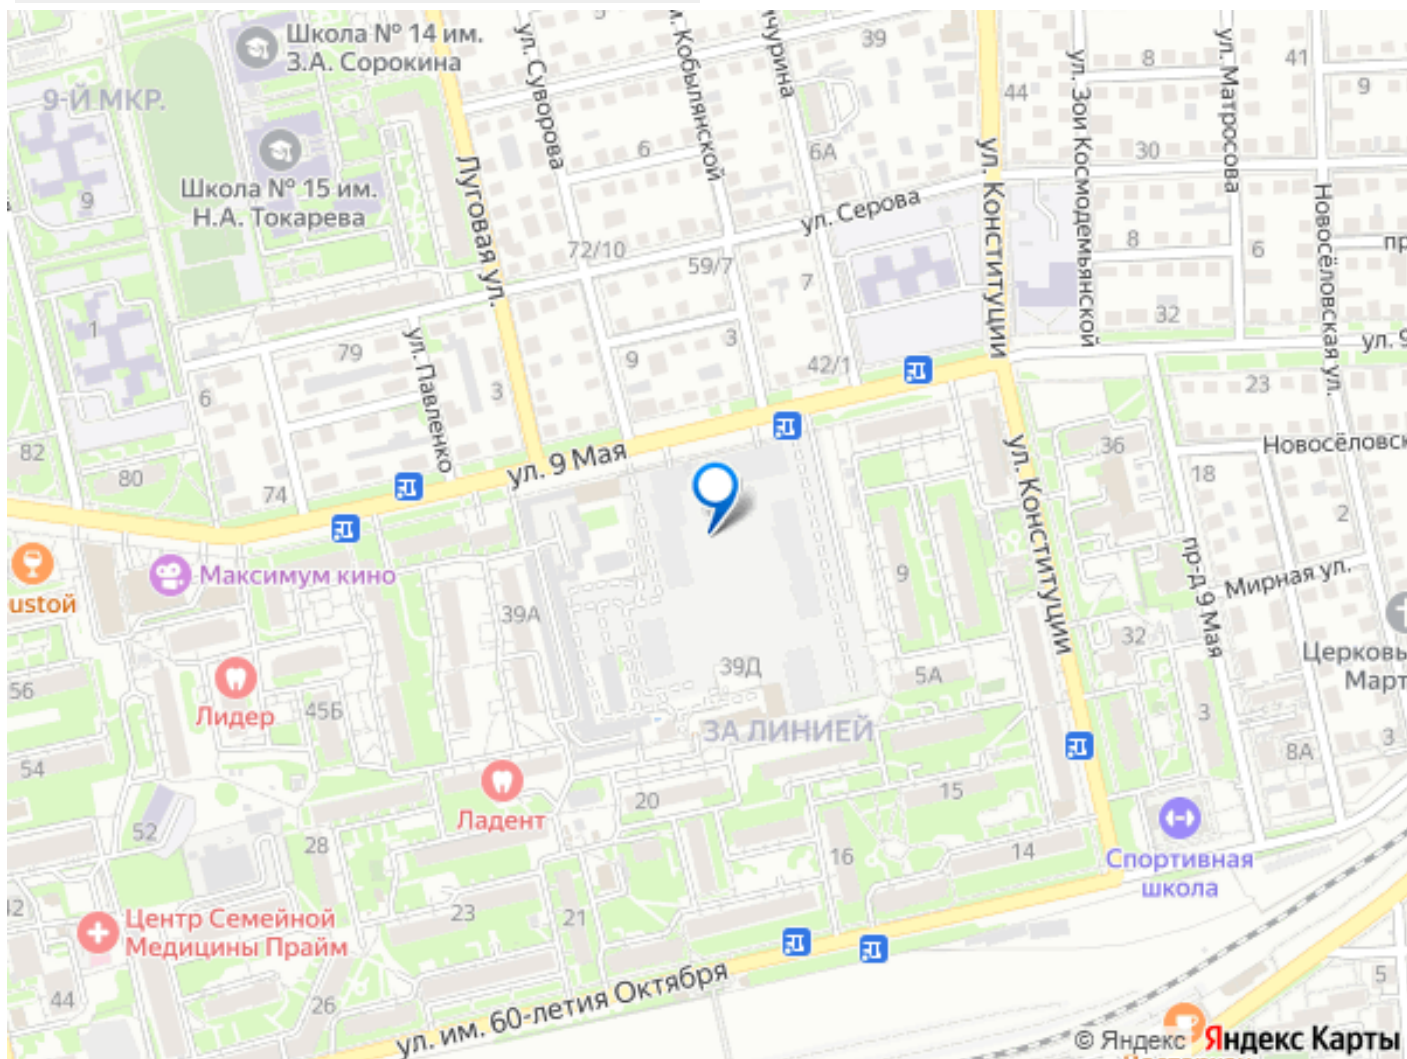 Школа № 14 им.
З.А. Сорокина
9-Й МКР.
Школа № 15 им.
Н.А. Токарева
ул. Суворова
м. Кобылянской
ичурина
39
5
44
8
41
9
ул. Конституции
ул. Зои Космодемьянской
ул. Матросова
Новосёловская ул.
6
6А
30
9
Луговая ул.
ул. Серова
72/10
59/7
7
8
6
пр
1
32
79
ул. Павленко
3
9
3
42/1
ул. 9
6
23
82
80
74
ул. 9 Мая
ул. Конституции
36
18
Новосёловск
2
Максимум кино
ustой
39А
9
пр-д 9 Мая
Мирная ул.
32
Церковь
Март
56
Лидер
45Б
39Д
5А
ЗА ЛИНИЕЙ
3
8А
3
54
Ладент
20
15
52
28
16
14
Спортивная
школа
42
Центр Семейной
Медицины Прайм
23
21
44
26
ул. им. 60-летия Октября
5
© Яндекс Яндекс Карты